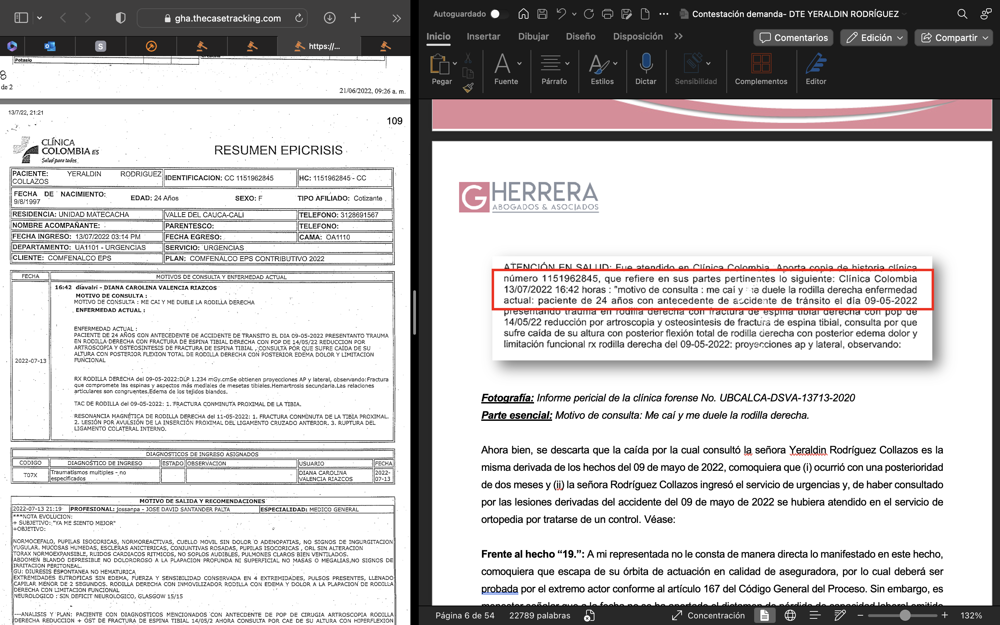 gha.thecasetracking.com
S
https://...
Potasio
Creatina
8
de 2
21/06/2022, 09:26 a. m.
13/7/22, 21:21
109
CLÍNICA
COLOMBIA ES
Salud para todos
RESUMEN EPICRISIS
PACIENTE: YERALDIN RODRIGUEZ COLLAZOS
IDENTIFICACION: CC 1151962845
HC: 1151962845 - CC
FECHA DE NACIMIENTO: 9/8/1997
EDAD: 24 Años
SEXO: F
TIPO AFILIADO: Cotizante
RESIDENCIA: UNIDAD MATECACHA
VALLE DEL CAUCA-CALI
TELEFONO: 3128691567
NOMBRE ACOMPAÑANTE:
PARENTESCO:
TELEFONO:
FECHA INGRESO: 13/07/2022 03:14 PM
FECHA EGRESO:
CAMA: OA1110
DEPARTAMENTO: UA1101 - URGENCIAS
SERVICIO: URGENCIAS
CLIENTE: COMFENALCO EPS
PLAN: COMFENALCO EPS CONTRIBUTIVO 2022
FECHA
MOTIVOS DE CONSULTA Y ENFERMEDAD ACTUAL
2022-07-13
16:42 diavalri - DIANA CAROLINA VALENCIA RIAZCOS
MOTIVO DE CONSULTA :
MOTIVO DE CONSULTA : ME CAI Y ME DUELE LA RODILLA DERECHA
ENFERMEDAD ACTUAL :
ENFERMEDAD ACTUAL :
PACIENTE DE 24 AÑOS CON ANTECEDENTE DE ACCIDENTE DE TRANSITO EL DIA 09-05-2022 PRESENTANTO TRAUMA
EN RODILLA DERECHA CON FRACTURA DE ESPINA TIBIAL DERECHA CON POP DE 14/05/22 REDUCCION POR
ARTROSCOPIA Y OSTEOSINTESIS DE FRACTURA DE ESPINA TIBIAL , CONSULTA POR QUE SUFRE CAÍDA DE SU
ALTURA CON POSTERIOR FLEXION TOTAL DE RODILLA DERECHA CON POSTERIOR EDEMA DOLOR Y LIMITACION
FUNCIONAL
RX RODILLA DERECHA del 09-05-2022:DLP 1.234 mGy.cmSe obtienen proyecciones AP y lateral, observando:Fractura
que compromete las espinas y aspectos más mediales de mesetas tibiales.Hemartrosis secundaria.Las relaciones
articulares son congruentes.Edema de los tejidos blandos.
TAC DE RODILLA del 09-05-2022: 1. FRACTURA CONMINUTA PROXIMAL DE LA TIBIA.
RESONANCIA MAGNÉTICA DE RODILLA DERECHA del 11-05-2022: 1. FRACTURA CONMINUTA DE LA TIBIA PROXIMAL.
2. LESIÓN POR AVULSIÓN DE LA INSERCIÓN PROXIMAL DEL LIGAMENTO CRUZADO ANTERIOR. 3. RUPTURA DEL
LIGAMENTO COLATERAL INTERNO.
DIAGNOSTICOS DE INGRESO ASIGNADOS
CODIGO DIAGNÓSTICO DE INGRESO ESTADO OBSERVACION USUARIO FECHA
T07X Traumatismos multiples - no especificados DIANA CAROLINA VALENCIA RIAZCOS 2022-07-13
MOTIVO DE SALIDA Y RECOMENDACIONES
2022-07-13 21:19 PROFESIONAL: jossanpa - JOSE DAVID SANTANDER PALTA ESPECIALIDAD: MEDICO GENERAL
***NOTA EVOLUCION:
+ SUBJETIVO: "YA ME SIENTO MEJOR"
+OBJETIVO:
NORMOCEFALO, PUPILAS ISOCORICAS, NORMOREACTIVAS, CUELLO MOVIL SIN DOLOR O ADENOPATIAS, NO SIGNOS DE INGURGITACION
YUGULAR. MUCOSAS HUMEDAS, ESCLERAS ANICTERICAS, CONJUNTIVAS ROSADAS, PUPILAS ISOCORICAS , ORL SIN ALTERACION
TORAX NORMOEXPANSIBLE, RUIDOS CARDIACOS RITMICOS, NO SOPLOS AUDIBLES, PULMONES CLAROS BIEN VENTILADOS.
ABDOMEN BLANDO DEPRESIBLE NO DOLOROROSO A LA PLAPACION PROFUNDA NI SUPERFICIAL NO MASAS O MEGALIAS,NO SIGNOS DE
IRRITACION PERITONEAL.
GU: DIURESIS ESPONTANEA NO HEMATURICA
EXTREMIDADES EUTROFICAS SIN EDEMA, FUERZA Y SENSIBILIDAD CONSERVADA EN 4 EXTREMIDADES, PULSOS PRESENTES, LLENADO
CAPILAR MENOR DE 2 SEGUNDOS. RODILLA DERECHA CON INMOVILIZADOR RODILLA CON EDEMA Y DOLOR A LA PLAPACION DE RODILLA
DERECHA CON LIMITACION FUNCIONAL
NEUROLOGICO : SIN DEFICIT NEUROLOGICO, GLASGOW 15/15
---ANALISIS Y PLAN: PACIENTE CON DIAGNOSTICOS MENCIONADOS CON ANTECDENTE DE POP DE CIRUGIA ARTROSCOPIA RODILLA
DERECHA REDUCCION + OST DE FRACTURA DE ESPINA TIBIAL 14/05/2 AHORA CONSULTA POR CAE DE SU ALTURA CON HIPERFLEXION
Autoguardado
Contestación demanda- DTE YERALDIN RODRÍGUEZ
Inicio Insertar Dibujar Diseño Disposición
Comentarios Edición Compartir
Pegar Fuente Párrafo Estilos Dictar Sensibilidad Complementos Editor
G HERRERA
ABOGADOS & ASOCIADOS
ATENCIÓN EN SALUD: Fue atendido en Clínica Colombia. Aporta copia de historia clínica
número 1151962845, que refiere en sus partes pertinentes lo siguiente: Clínica Colombia
13/07/2022 16:42 horas : "motivo de consulta : me caí y me duele la rodilla derecha enfermedad
actual: paciente de 24 años con antecedente de accidente de tránsito el día 09-05-2022
presentando trauma en rodilla derecha con fractura de espina tibial derecha con pop de
14/05/22 reducción por artroscopia y osteosintesis de fractura de espina tibial, consulta por que
sufre caída de su altura con posterior flexión total de rodilla derecha con posterior edema dolor y
limitación funcional rx rodilla derecha del 09-05-2022: proyecciones ap y lateral, observando:
Fotografía: Informe pericial de la clínica forense No. UBCALCA-DSVA-13713-2020
Parte esencial: Motivo de consulta: Me caí y me duele la rodilla derecha.
Ahora bien, se descarta que la caída por la cual consultó la señora Yeraldin Rodríguez Collazos es la
misma derivada de los hechos del 09 de mayo de 2022, comoquiera que (i) ocurrió con una posterioridad
de dos meses y (ii) la señora Rodríguez Collazos ingresó el servicio de urgencias y, de haber consultado
por las lesiones derivadas del accidente del 09 de mayo de 2022 se hubiera atendido en el servicio de
ortopedia por tratarse de un control. Véase:
Frente al hecho “19.”: A mi representada no le consta de manera directa lo manifestado en este hecho,
comoquiera que escapa de su órbita de actuación en calidad de aseguradora, por lo cual deberá ser
probada por el extremo actor conforme al artículo 167 del Código General del Proceso. Sin embargo, es
menester señalar que a la fecha no se ha aportado el dictamen de pérdida de capacidad laboral emitido
Página 6 de 54 22789 palabras Concentración 132%